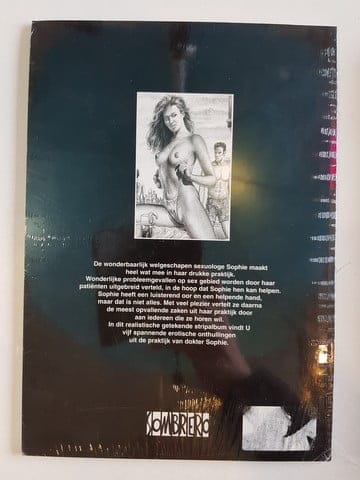 De wonderbaarlijk welgeschapen sexuologe Sophie maakt
heel wat mee in haar drukke praktijk.
Wonderlijke probleemgevallen op sex gebied worden door haar
patiënten uitgebreid verteld, in de hoop dat Sophie hen kan helpen.
Sophie heeft een luisterend oor en een helpende hand,
maar dat is niet alles. Met veel plezier vertelt ze daarna
de meest opvallende zaken uit haar praktijk door
aan iedereen die ze horen wil.
In dit realistische getekende stripalbum vindt U
vijf spannende erotische onthullingen
uit de praktijk van dokter Sophie.
SOMBRERO